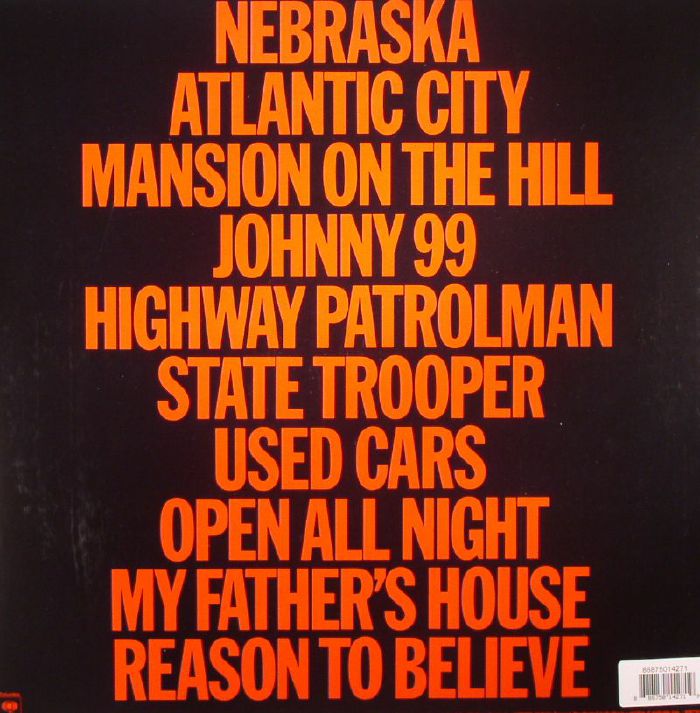 NEBRASKA
ATLANTIC CITY
MANSION ON THE HILL
JOHNNY 99
HIGHWAY PATROLMAN
STATE TROOPER
USED CARS
OPEN ALL NIGHT
MY FATHER'S HOUSE
REASON TO BELIEVE
88875014271